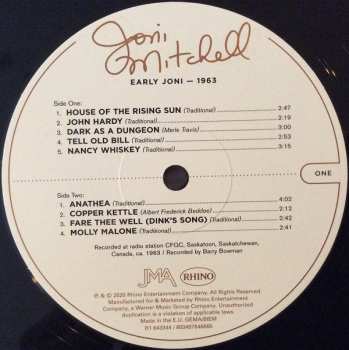 Joni
Mitchell
EARLY JONI — 1963
Side One:
1. HOUSE OF THE RISING SUN (Traditional) 2:47
2. JOHN HARDY (Traditional) 2:19
3. DARK AS A DUNGEON (Merle Travis) 3:00
4. TELL OLD BILL (Traditional) 2:53
5. NANCY WHISKEY (Traditional) 3:15
ONE
Side Two:
1. ANATHEA (Traditional) 4:02
2. COPPER KETTLE (Albert Frederick Beddoe) 2:12
3. FARE THEE WELL (DINK'S SONG) (Traditional) 2:42
4. MOLLY MALONE (Traditional) 2:41
Recorded at radio station CFQC, Saskatoon, Saskatchewan,
Canada, ca. 1963 / Recorded by Barry Bowman
JMA RHINO
℗ & © 2020 Rhino Entertainment Company. All Rights Reserved.
Manufactured for & Marketed by Rhino Entertainment Company,
a Warner Music Group Company. Unauthorized
duplication is a violation of applicable laws.
Made in the E.U. GEMA/BIEM
R1 643344 / 603497846665